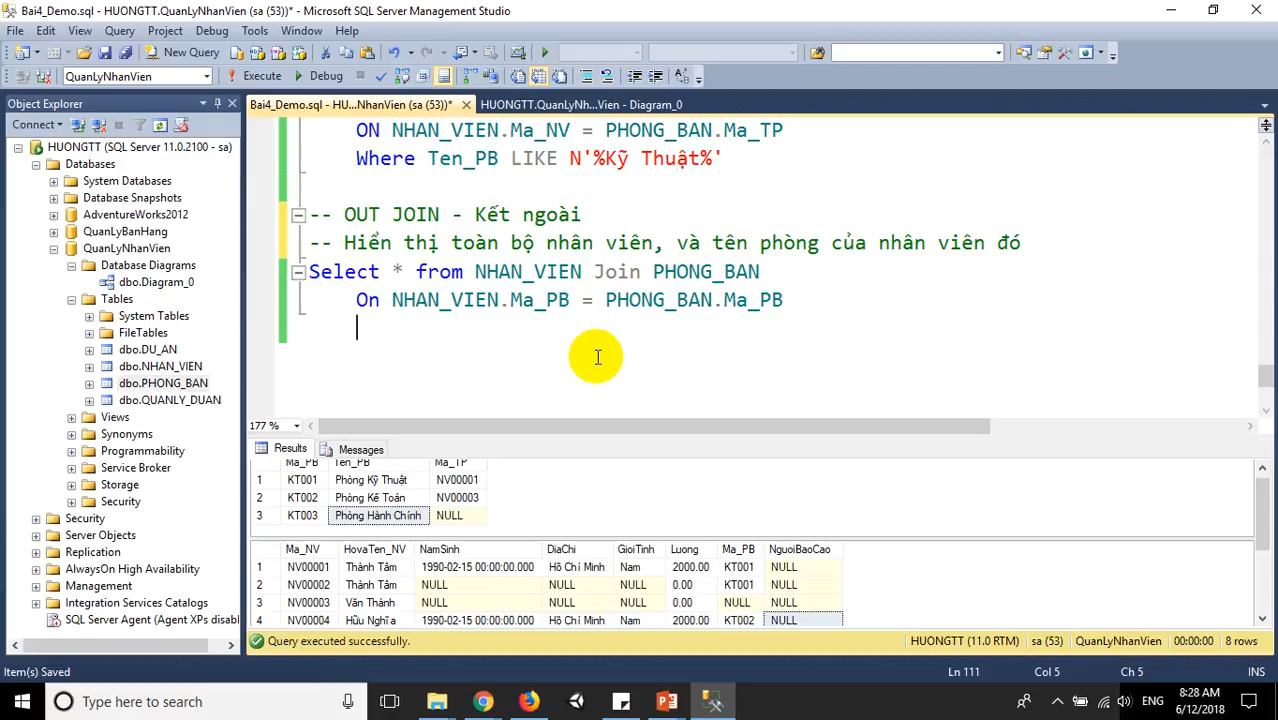 Bai4_Demo.sql - HUONGTT.QuanLyNhanVien (sa (53))* - Microsoft SQL Server Management Studio
File Edit View Query Project Debug Tools Window Help
New Query
QuanLyNhanVien Execute Debug
Object Explorer
Bai4_Demo.sql - HU...NhanVien (sa (53))*
HUONGTT.QuanLyNh...Vien - Diagram_0
Connect
HUONGTT (SQL Server 11.0.2100 - sa)
Databases
System Databases
Database Snapshots
AdventureWorks2012
QuanLyBanHang
QuanLyNhanVien
Database Diagrams
dbo.Diagram_0
Tables
System Tables
FileTables
dbo.DU_AN
dbo.NHAN_VIEN
dbo.PHONG_BAN
dbo.QUANLY_DUAN
Views
Synonyms
Programmability
Service Broker
Storage
Security
Security
Server Objects
Replication
AlwaysOn High Availability
Management
Integration Services Catalogs
SQL Server Agent (Agent XPs disabl
ON NHAN_VIEN.Ma_NV = PHONG_BAN.Ma_TP
Where Ten_PB LIKE N'%Kỹ Thuật%'
-- OUT JOIN - Kết ngoài
-- Hiển thị toàn bộ nhân viên, và tên phòng của nhân viên đó
Select * from NHAN_VIEN Join PHONG_BAN
On NHAN_VIEN.Ma_PB = PHONG_BAN.Ma_PB
177 %
Results Messages
Ma_PB Ten_PB Ma_TP
1 KT001 Phòng Kỹ Thuật NV00001
2 KT002 Phòng Kế Toán NV00003
3 KT003 Phòng Hành Chính NULL
Ma_NV HovaTen_NV NamSinh DiaChi GioiTinh Luong Ma_PB NguoiBaoCao
1 NV00001 Thành Tâm 1990-02-15 00:00:00.000 Hồ Chí Minh Nam 2000.00 KT001 NULL
2 NV00002 Thành Tâm NULL NULL NULL 0.00 KT001 NULL
3 NV00003 Văn Thành NULL NULL NULL 0.00 NULL NULL
4 NV00004 Hữu Nghĩa 1990-02-15 00:00:00.000 Hồ Chí Minh Nam 2000.00 KT002 NULL
Query executed successfully. HUONGTT (11.0 RTM) sa (53) QuanLyNhanVien 00:00:00 8 rows
Item(s) Saved Ln 111 Col 5 Ch 5 INS
Type here to search
ENG
8:28 AM
6/12/2018